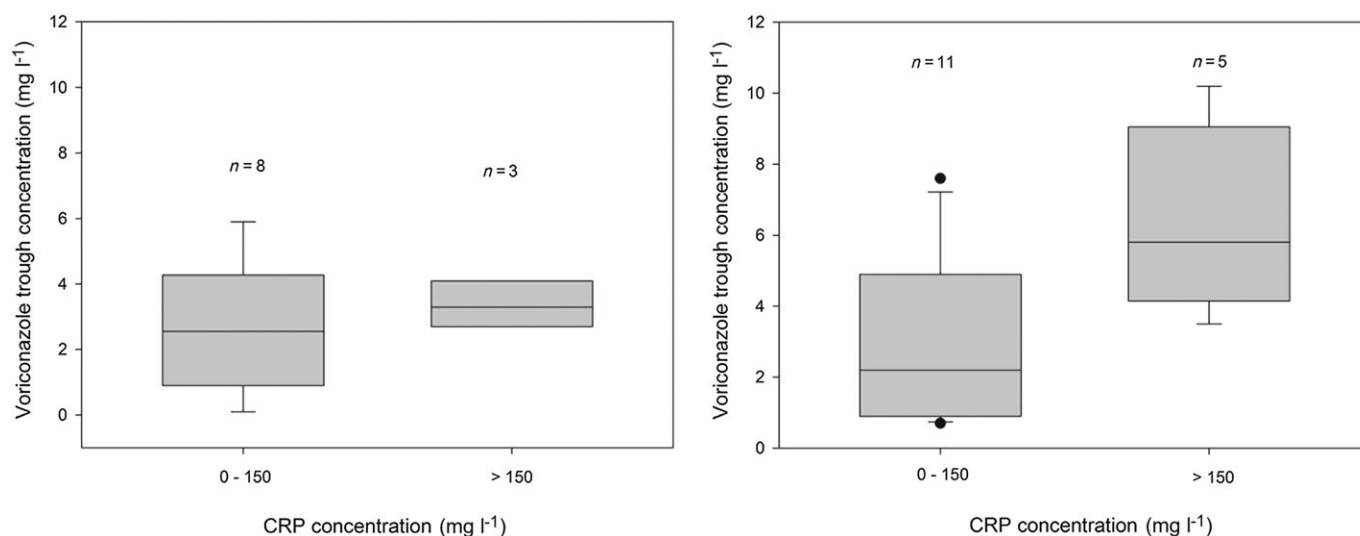 12
10
8
6
4
2
0
Voriconazole trough concentration (mg l-1)
n = 8
n = 3
0 - 150
> 150
CRP concentration (mg l-1)
12
10
8
6
4
2
0
Voriconazole trough concentration (mg l-1)
n = 11
n = 5
0 - 150
> 150
CRP concentration (mg l-1)